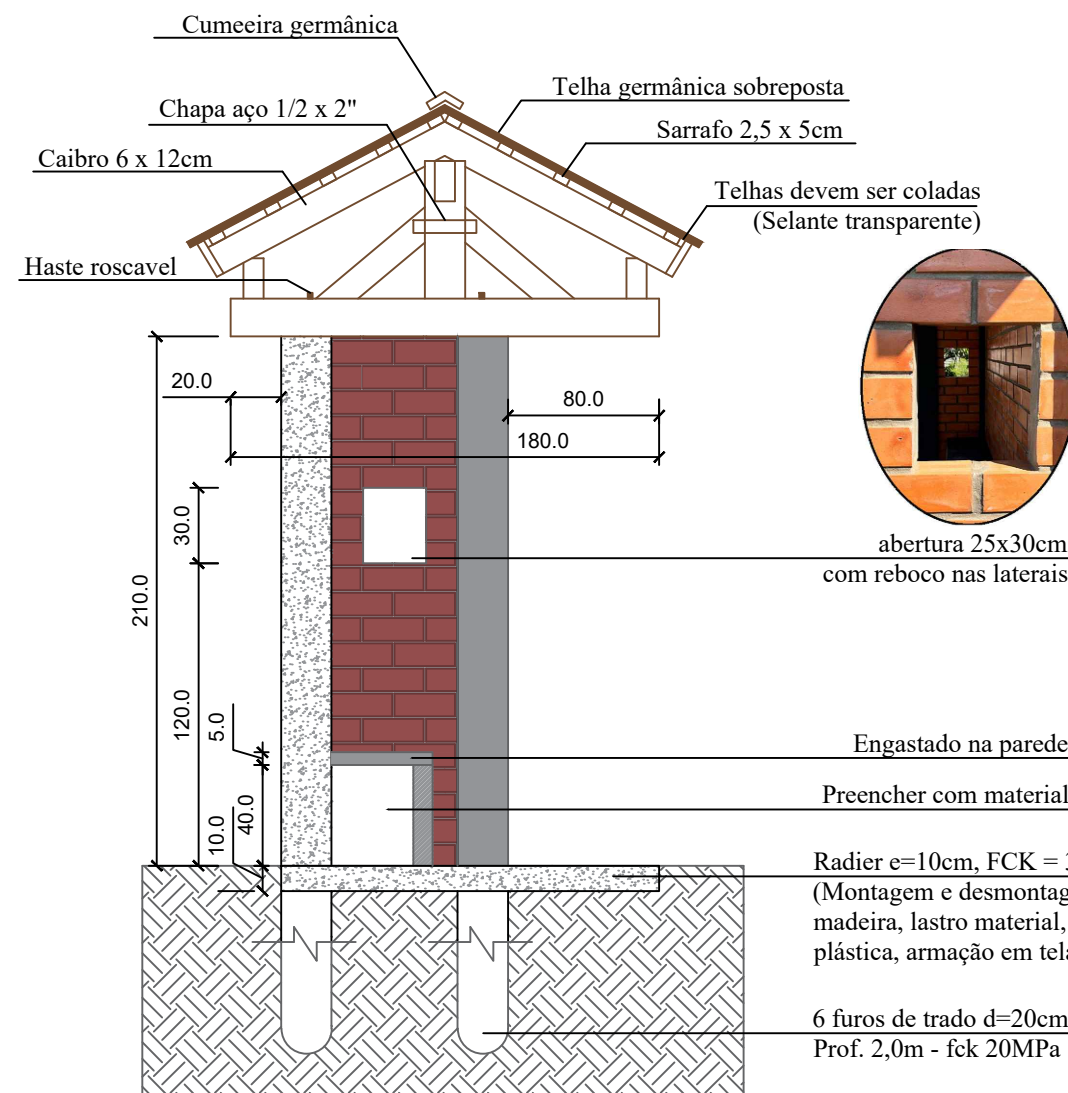 Cumeeira germânica
Telha germânica sobreposta
Chapa aço 1/2 x 2"
Sarrafo 2,5 x 5cm
Caibro 6 x 12cm
Telhas devem ser coladas
(Selante transparente)
Haste roscavel
20.0
80.0
180.0
30.0
abertura 25x30cm
com reboco nas laterais
210.0
120.0
5.0
Engastado na parede
Preencher com material
10.0
40.0
Radier e=10cm, FCK = 3
(Montagem e desmontag
madeira, lastro material,
plástica, armação em tela
6 furos de trado d=20cm
Prof. 2,0m - fck 20MPa